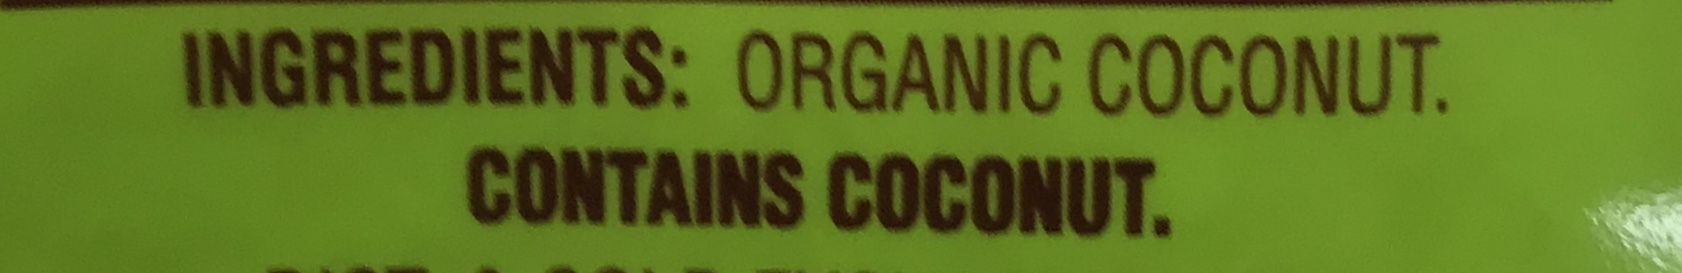 INGREDIENTS: ORGANIC COCONUT.
CONTAINS COCONUT.